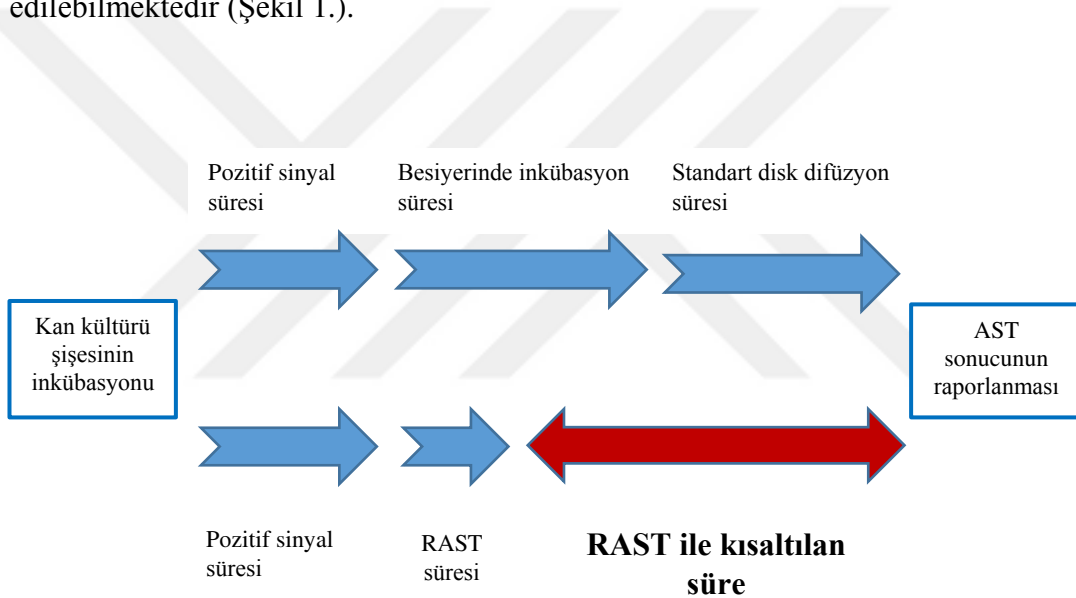 edilebilmektedir (Şekil 1.).
Pozitif sinyal
süresi
Besiyerinde inkübasyon
süresi
Standart disk difüzyon
süresi
Kan kültürü
şişesinin
inkübasyonu
AST
sonucunun
raporlanması
Pozitif sinyal
süresi
RAST
süresi
RAST ile kısaltılan
süre